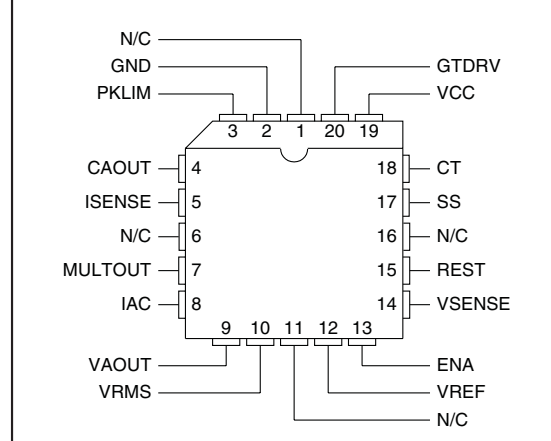 N/C
GND
GTDRV
PKLIM
VCC
3 2 1 20 19
CAOUT 4 18 CT
ISENSE 5 17 SS
N/C 6 16 N/C
MULTOUT 7 15 REST
IAC 8 14 VSENSE
9 10 11 12 13
VAOUT ENA
VRMS VREF
N/C